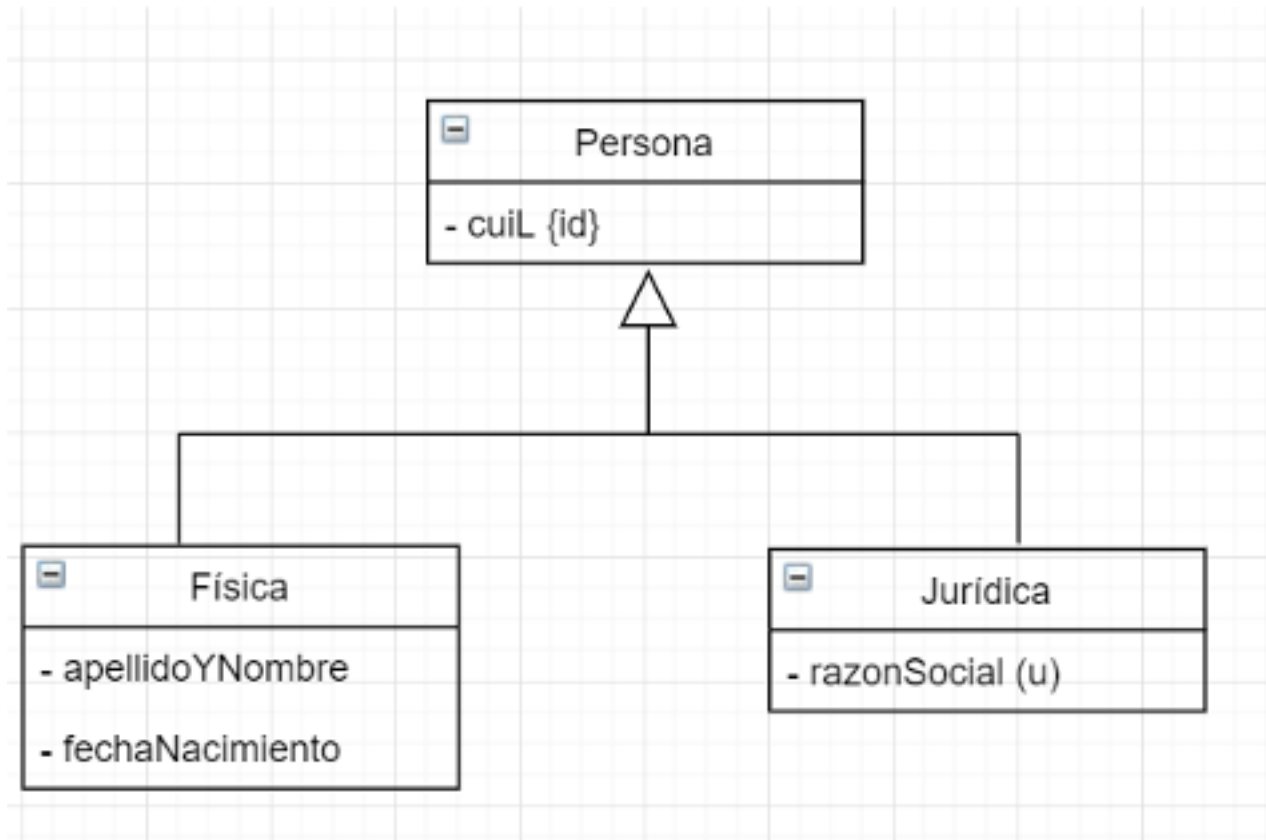 Persona
- cuiL {id}
Física
- apellidoYNombre
- fechaNacimiento
Jurídica
- razonSocial (u)